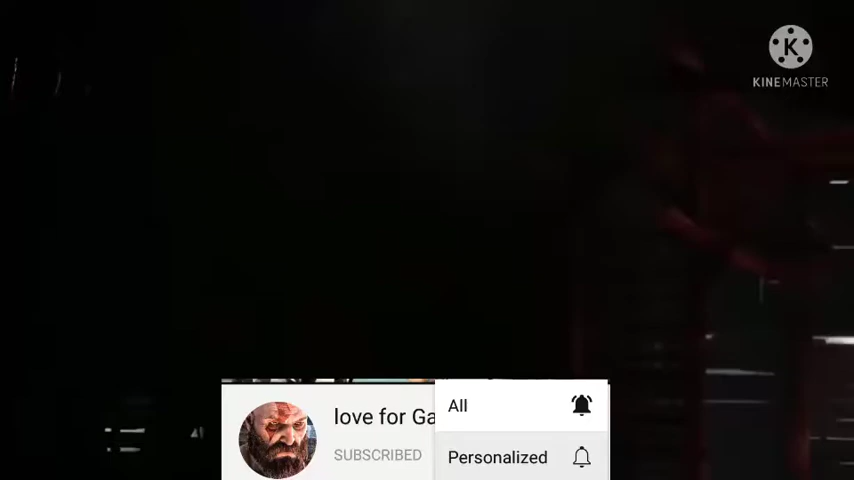 K
KINEMASTER
love for Ga
All
SUBSCRIBED
Personalized